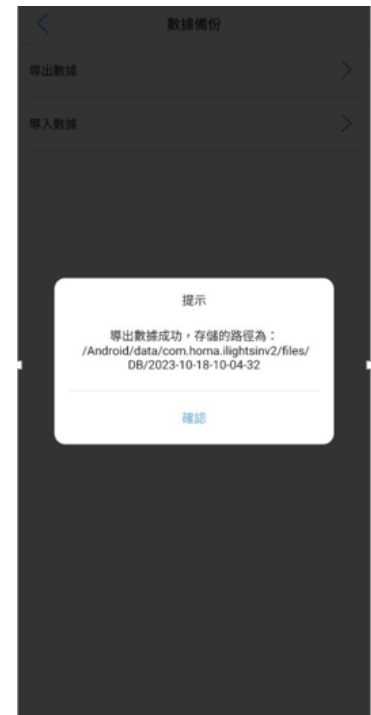 數據備份
導出數據
導入數據
提示
導出數據成功，存儲的路徑為：
/Android/data/com.homa.ilightsinv2/files/
DB/2023-10-18-10-04-32
確認